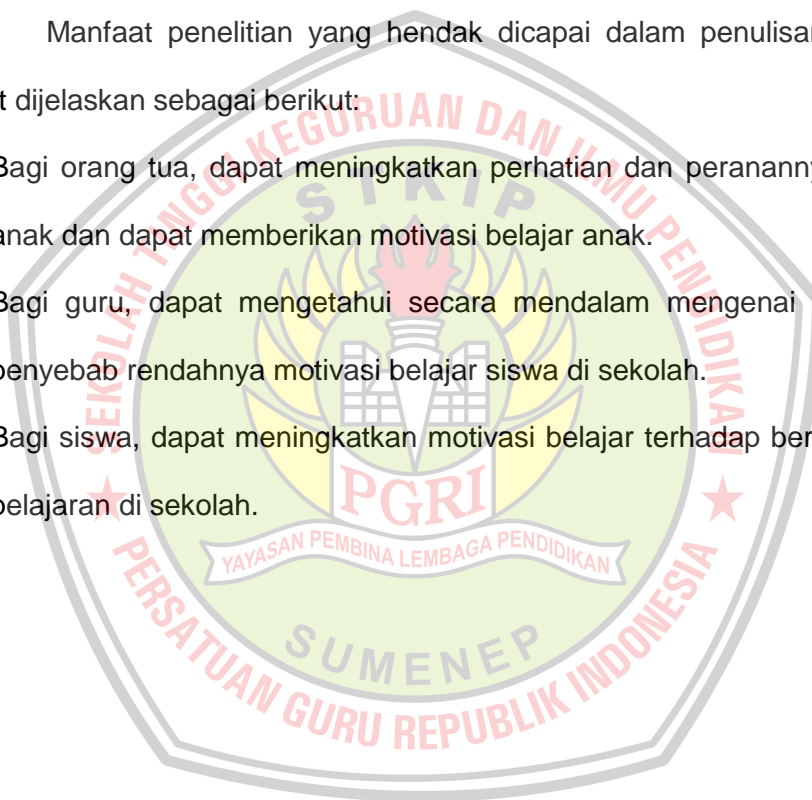 Manfaat penelitian yang hendak dicapai dalam penulisan
t dijelaskan sebagai berikut:
Bagi orang tua, dapat meningkatkan perhatian dan peranannya
anak dan dapat memberikan motivasi belajar anak.
Bagi guru, dapat mengetahui secara mendalam mengenai
penyebab rendahnya motivasi belajar siswa di sekolah.
Bagi siswa, dapat meningkatkan motivasi belajar terhadap ber
pelajaran di sekolah.
SEKOLAH TINGGI KEGURUAN DAN ILMU PENDIDIKAN
STKIP
PGRI
YAYASAN PEMBINA LEMBAGA PENDIDIKAN
SUMENEP
PERSATUAN GURU REPUBLIK INDONESIA